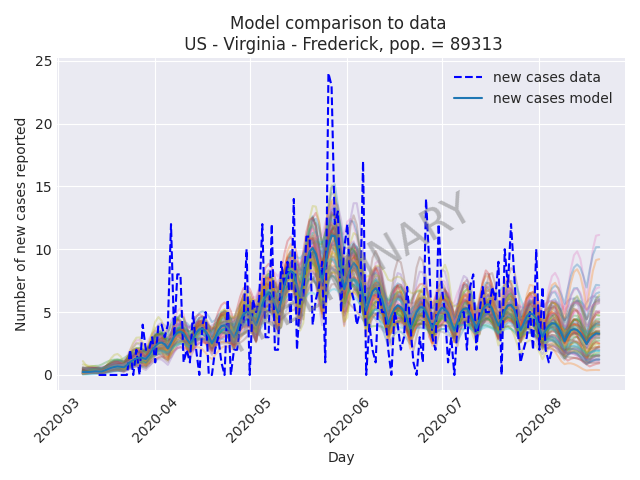 Model comparison to data
US - Virginia - Frederick, pop. = 89313
new cases data
new cases model
Number of new cases reported
25
20
15
10
5
0
2020-03
2020-04
2020-05
2020-06
2020-07
2020-08
Day